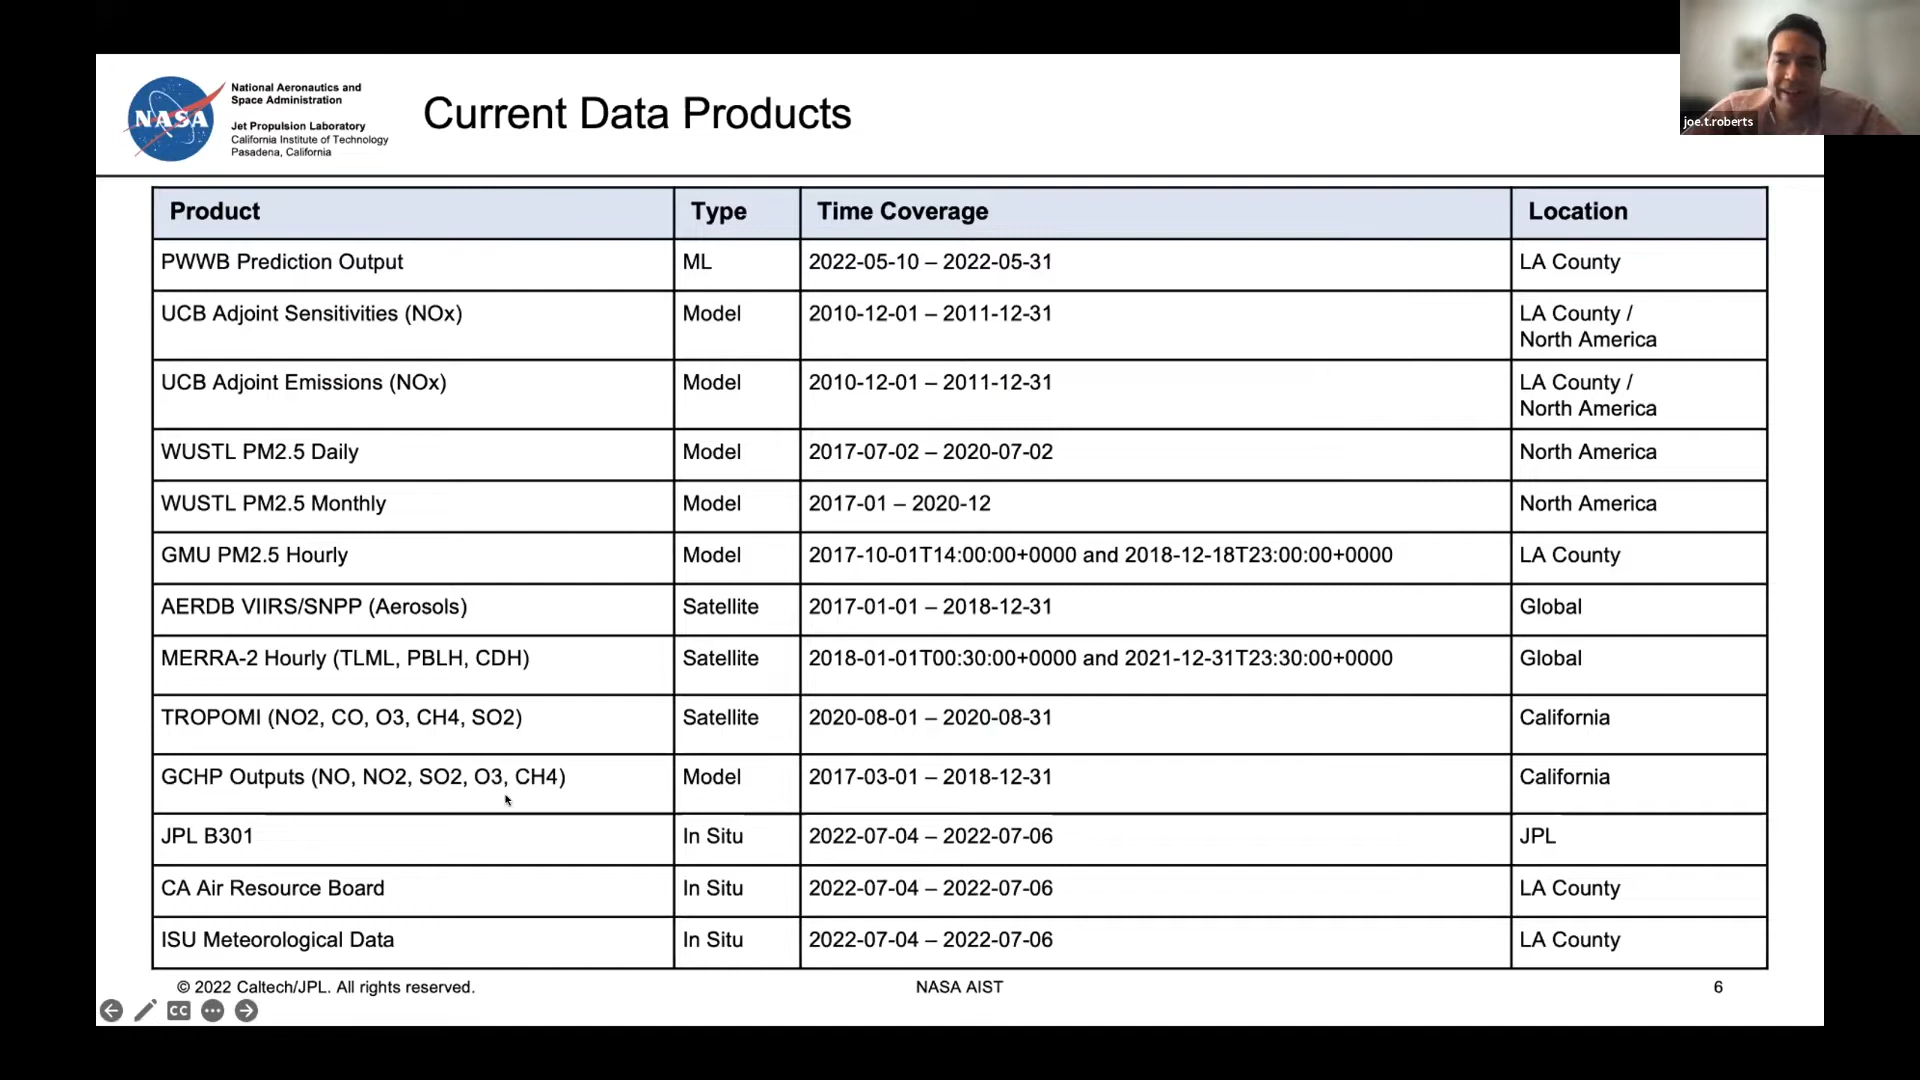 joe.t.roberts
NASA
National Aeronautics and
Space Administration
Jet Propulsion Laboratory
California Institute of Technology
Pasadena, California
Current Data Products
Product Type Time Coverage Location
PWWB Prediction Output ML 2022-05-10 – 2022-05-31 LA County
UCB Adjoint Sensitivities (NOx) Model 2010-12-01 – 2011-12-31 LA County /
North America
UCB Adjoint Emissions (NOx) Model 2010-12-01 – 2011-12-31 LA County /
North America
WUSTL PM2.5 Daily Model 2017-07-02 – 2020-07-02 North America
WUSTL PM2.5 Monthly Model 2017-01 – 2020-12 North America
GMU PM2.5 Hourly Model 2017-10-01T14:00:00+0000 and 2018-12-18T23:00:00+0000 LA County
AERDB VIIRS/SNPP (Aerosols) Satellite 2017-01-01 – 2018-12-31 Global
MERRA-2 Hourly (TLML, PBLH, CDH) Satellite 2018-01-01T00:30:00+0000 and 2021-12-31T23:30:00+0000 Global
TROPOMI (NO2, CO, O3, CH4, SO2) Satellite 2020-08-01 – 2020-08-31 California
GCHP Outputs (NO, NO2, SO2, O3, CH4) Model 2017-03-01 – 2018-12-31 California
JPL B301 In Situ 2022-07-04 – 2022-07-06 JPL
CA Air Resource Board In Situ 2022-07-04 – 2022-07-06 LA County
ISU Meteorological Data In Situ 2022-07-04 – 2022-07-06 LA County
© 2022 Caltech/JPL. All rights reserved. NASA AIST 6
CC